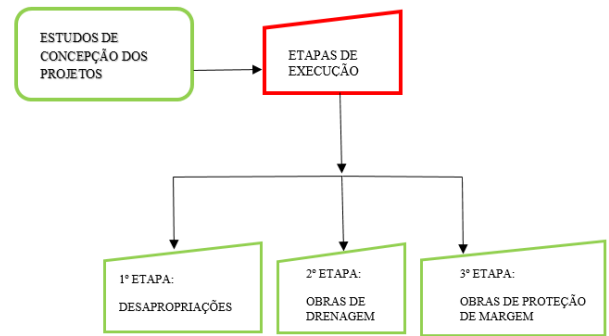 ESTUDOS DE
CONCEPÇÃO DOS
PROJETOS
ETAPAS DE
EXECUÇÃO
1º ETAPA:
DESAPROPRIAÇÕES
2º ETAPA:
OBRAS DE
DRENAGEM
3º ETAPA:
OBRAS DE PROTEÇÃO
DE MARGEM